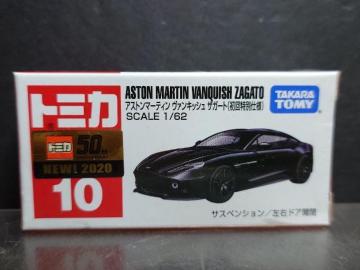 トミカ
ASTON MARTIN VANQUISH ZAGATO
アストンマーティン ヴァンキッシュ ザガート(初回特別仕様)
SCALE 1/62
TAKARA
TOMY
トミカ 50th
NEW! 2020
10
サスペンション/左右ドア開閉